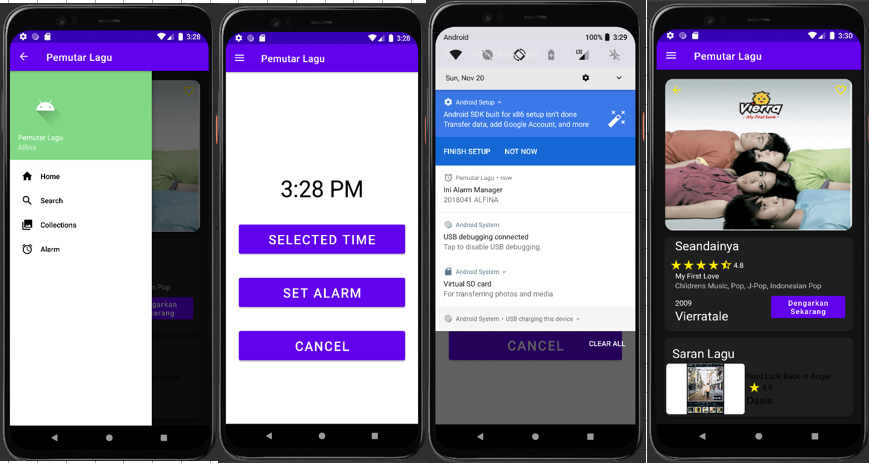 3:28
Pemutar Lagu
Pemutar Lagu
Alfina
Home
Search
Collections
Alarm
n Pop
garkan
karang
3:28
Pemutar Lagu
3:28 PM
SELECTED TIME
SET ALARM
CANCEL
Android 100% 3:29
LTE
Sun, Nov 20
Android Setup
Android SDK built for x86 setup isn't done
Transfer data, add Google Account, and more
FINISH SETUP NOT NOW
Pemutar Lagu • now
Ini Alarm Manager
2018041 ALFINA
Android System
USB debugging connected
Tap to disable USB debugging.
Android System
Virtual SD card
For transferring photos and media
Android System • USB charging this device
CANCEL CLEAR ALL
3:30
Pemutar Lagu
Vierra
- My First Love -
Seandainya
4.8
My First Love
Childrens Music, Pop, J-Pop, Indonesian Pop
2009
Vierratale
Dengarkan
Sekarang
Saran Lagu
Dont Look Back in Anger
4.8
Oasis